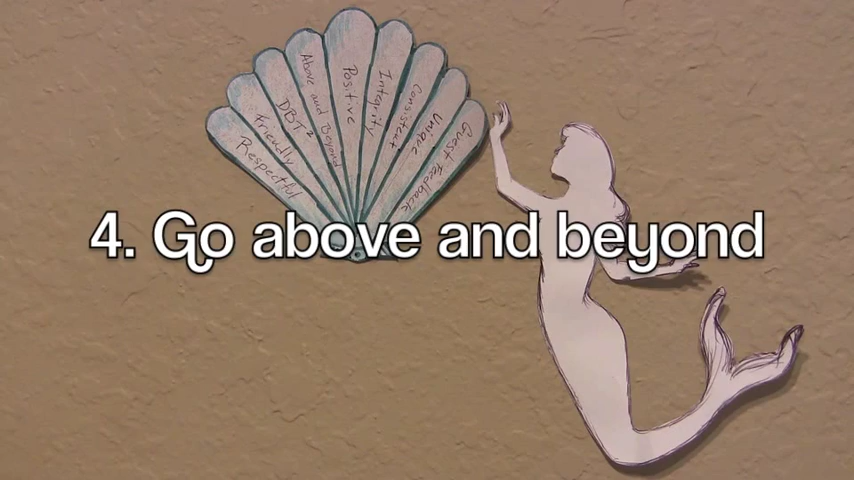 Respectful
Friendly
DBT²
Above and Beyond
Positive
Integrity
Consistent
Unique
Guest Feedback
4. Go above and beyond